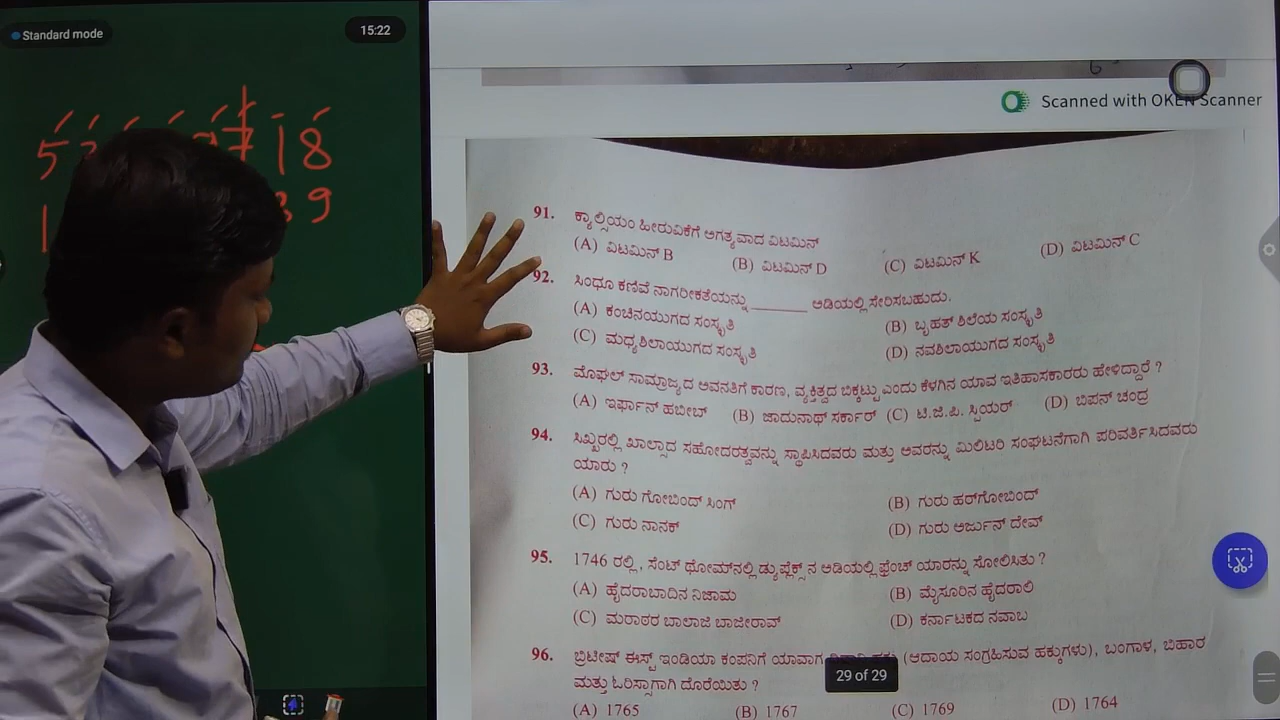 Standard mode
15:22
18
9
Scanned with OKEN Scanner
91. ಕ್ಯಾಲ್ಸಿಯಂ ಹೀರುವಿಕೆಗೆ ಅಗತ್ಯವಾದ ವಿಟಮಿನ್
(A) ವಿಟಮಿನ್ B (B) ವಿಟಮಿನ್ D (C) ವಿಟಮಿನ್ K (D) ವಿಟಮಿನ್ C
92. ಸಿಂಧೂ ಕಣಿವೆ ನಾಗರೀಕತೆಯನ್ನು ______ ಅಡಿಯಲ್ಲಿ ಸೇರಿಸಬಹುದು.
(A) ಕಂಚಿನಯುಗದ ಸಂಸ್ಕೃತಿ (B) ಬೃಹತ್ ಶಿಲೆಯ ಸಂಸ್ಕೃತಿ
(C) ಮಧ್ಯಶಿಲಾಯುಗದ ಸಂಸ್ಕೃತಿ (D) ನವಶಿಲಾಯುಗದ ಸಂಸ್ಕೃತಿ
93. ಮೊಘಲ್ ಸಾಮ್ರಾಜ್ಯದ ಅವನತಿಗೆ ಕಾರಣ, ವ್ಯಕ್ತಿತ್ವದ ಬಿಕ್ಕಟ್ಟು ಎಂದು ಕೆಳಗಿನ ಯಾವ ಇತಿಹಾಸಕಾರರು ಹೇಳಿದ್ದಾರೆ ?
(A) ಇರ್ಫಾನ್ ಹಬೀಬ್ (B) ಜಾದುನಾಥ್ ಸರ್ಕಾರ್ (C) ಟಿ.ಜಿ.ಪಿ. ಸ್ಪಿಯರ್ (D) ಬಿಪನ್ ಚಂದ್ರ
94. ಸಿಖ್ಖರಲ್ಲಿ ಖಾಲ್ಸಾದ ಸಹೋದರತ್ವವನ್ನು ಸ್ಥಾಪಿಸಿದವರು ಮತ್ತು ಅವರನ್ನು ಮಿಲಿಟರಿ ಸಂಘಟನೆಗಾಗಿ ಪರಿವರ್ತಿಸಿದವರು
ಯಾರು ?
(A) ಗುರು ಗೋಬಿಂದ್ ಸಿಂಗ್ (B) ಗುರು ಹರ್‌ಗೋಬಿಂದ್
(C) ಗುರು ನಾನಕ್ (D) ಗುರು ಅರ್ಜುನ್ ದೇವ್
95. 1746 ರಲ್ಲಿ, ಸೆಂಟ್ ಥೋಮ್‌ನಲ್ಲಿ ಡ್ಯುಪ್ಲೆಕ್ಸ್‌ನ ಅಡಿಯಲ್ಲಿ ಫ್ರೆಂಚ್ ಯಾರನ್ನು ಸೋಲಿಸಿತು ?
(A) ಹೈದರಾಬಾದಿನ ನಿಜಾಮ (B) ಮೈಸೂರಿನ ಹೈದರಾಲಿ
(C) ಮರಾಠರ ಬಾಲಾಜಿ ಬಾಜೀರಾವ್ (D) ಕರ್ನಾಟಕದ ನವಾಬ
96. ಬ್ರಿಟೀಷ್ ಈಸ್ಟ್ ಇಂಡಿಯಾ ಕಂಪನಿಗೆ ಯಾವಾಗ (ಆದಾಯ ಸಂಗ್ರಹಿಸುವ ಹಕ್ಕುಗಳು), ಬಂಗಾಳ, ಬಿಹಾರ
ಮತ್ತು ಓರಿಸ್ಸಾಗಾಗಿ ದೊರೆಯಿತು ?
29 of 29
(A) 1765 (B) 1767 (C) 1769 (D) 1764